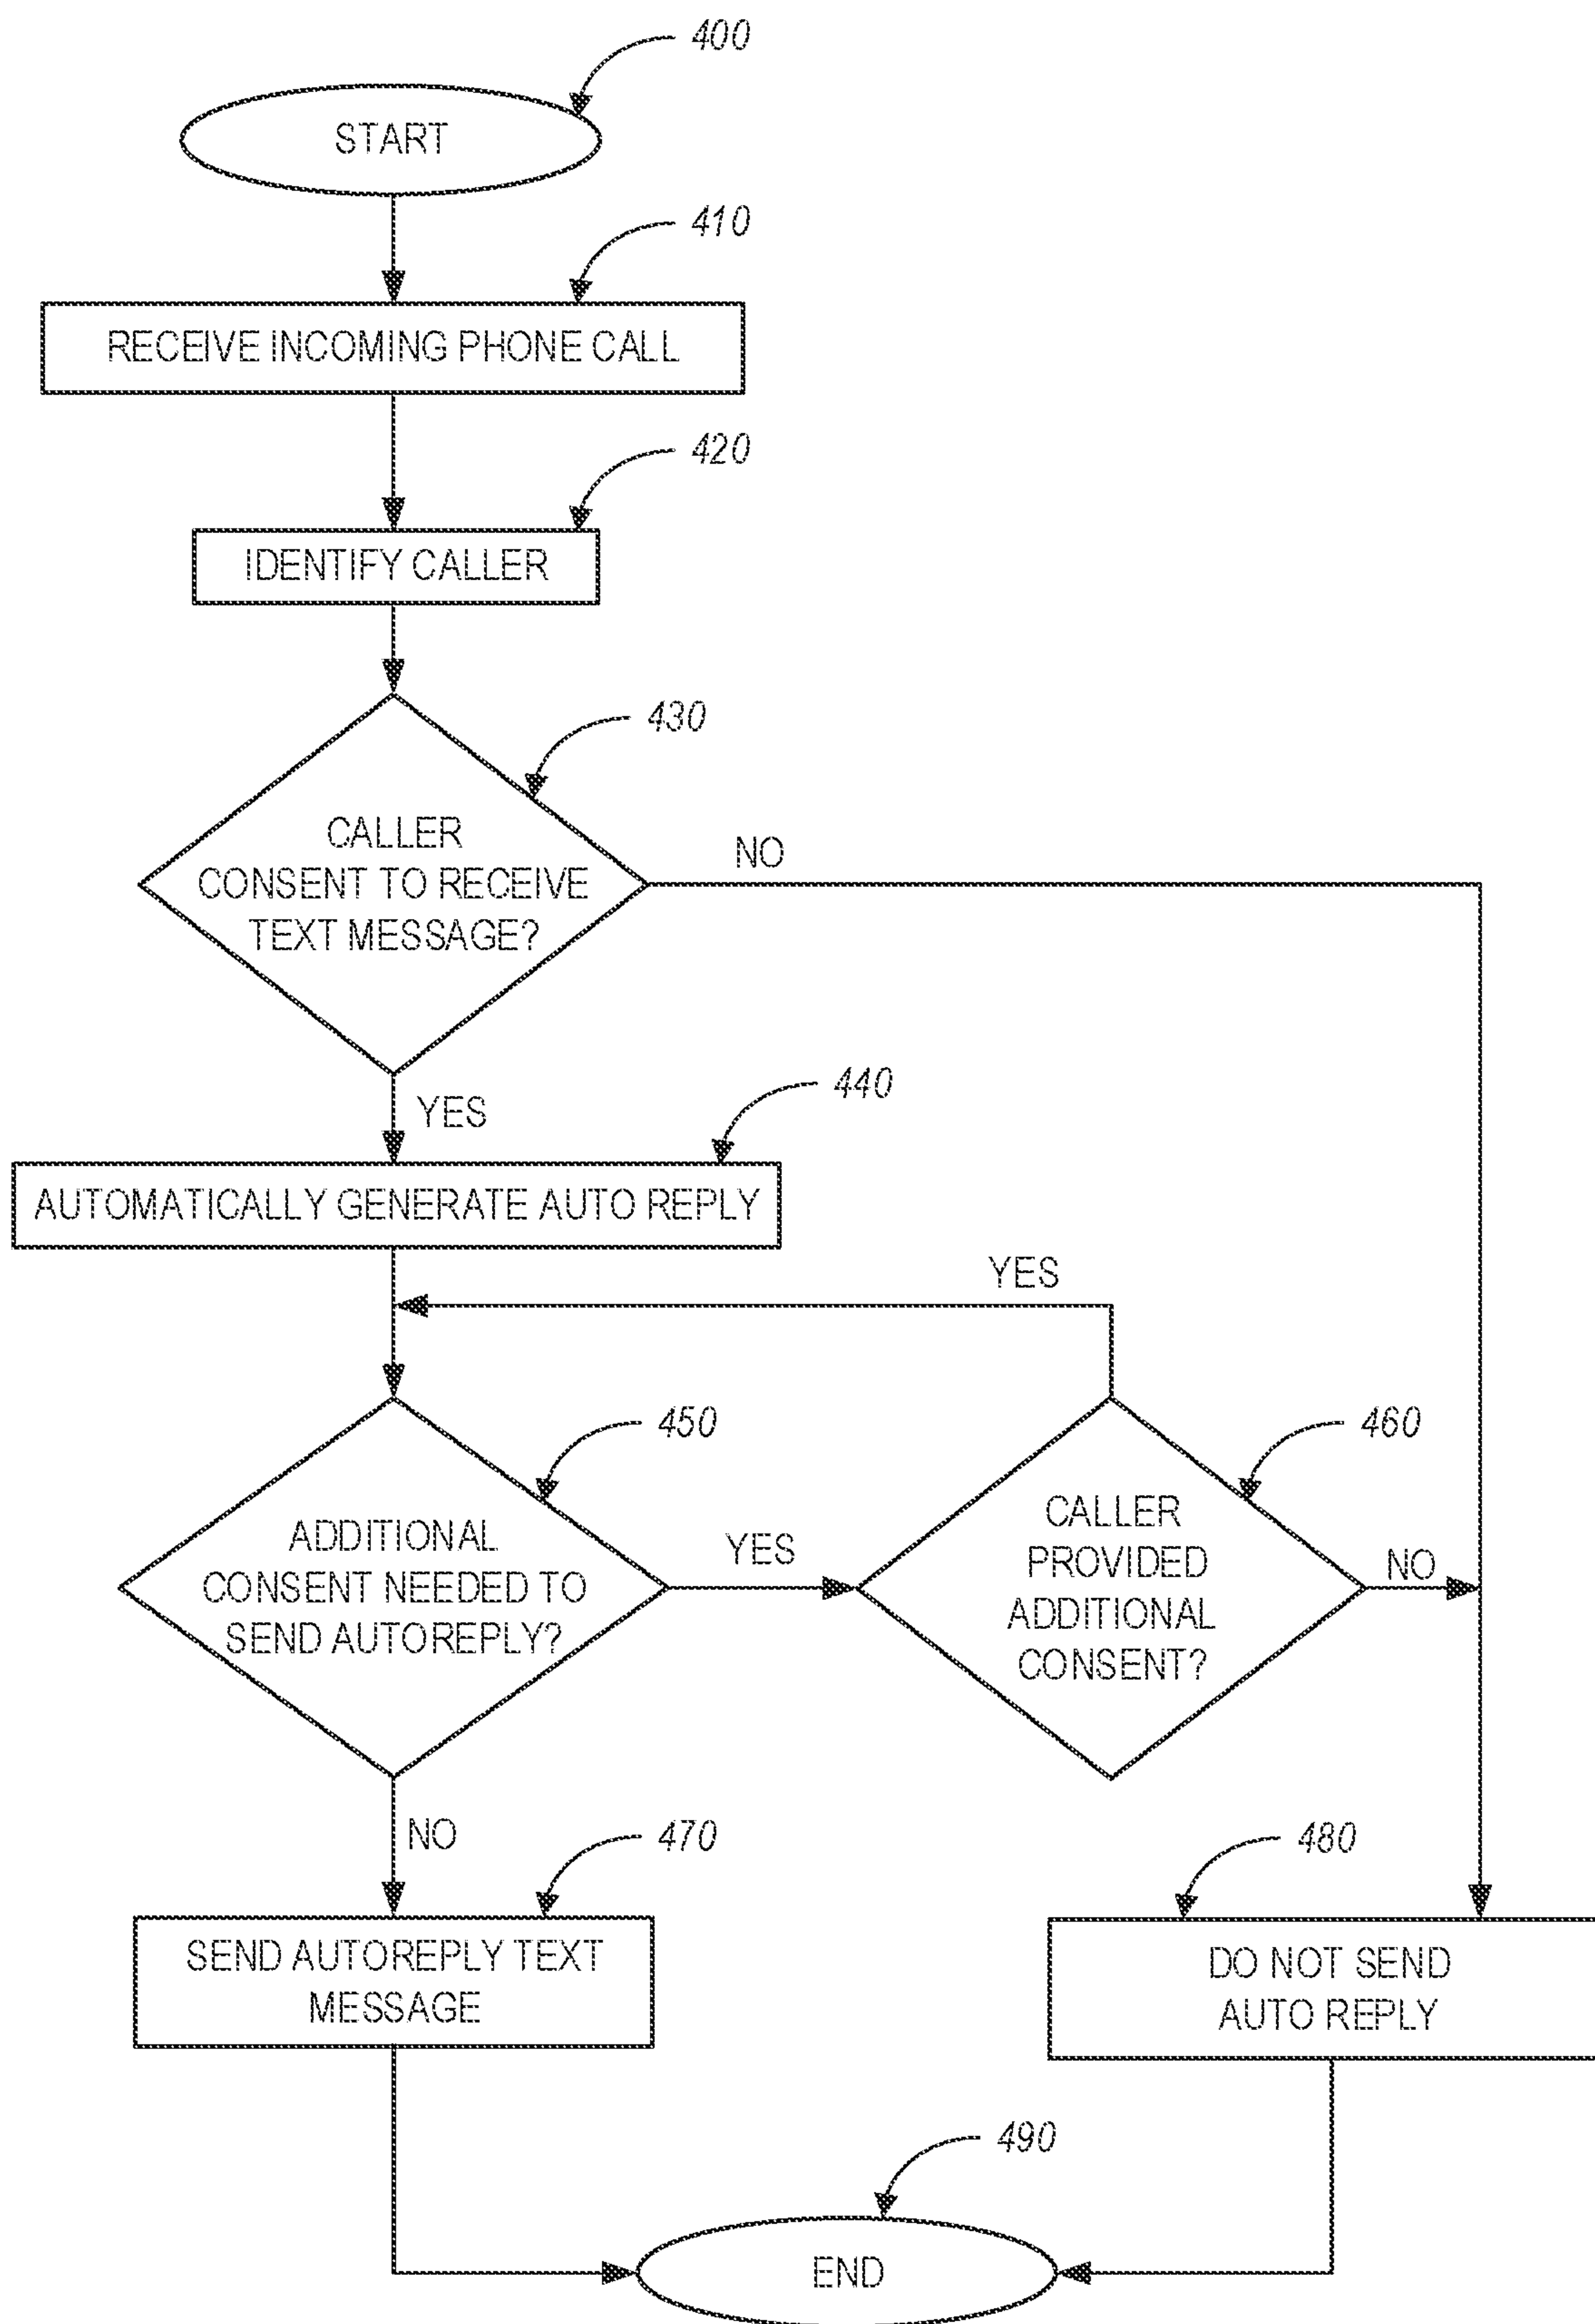 400
START
410
RECEIVE INCOMING PHONE CALL
420
IDENTIFY CALLER
430
CALLER
CONSENT TO RECEIVE
TEXT MESSAGE?
NO
YES
440
AUTOMATICALLY GENERATE AUTO REPLY
YES
450
ADDITIONAL
CONSENT NEEDED TO
SEND AUTOREPLY?
YES
460
CALLER
PROVIDED
ADDITIONAL
CONSENT?
NO
NO
470
SEND AUTOREPLY TEXT
MESSAGE
480
DO NOT SEND
AUTO REPLY
490
END